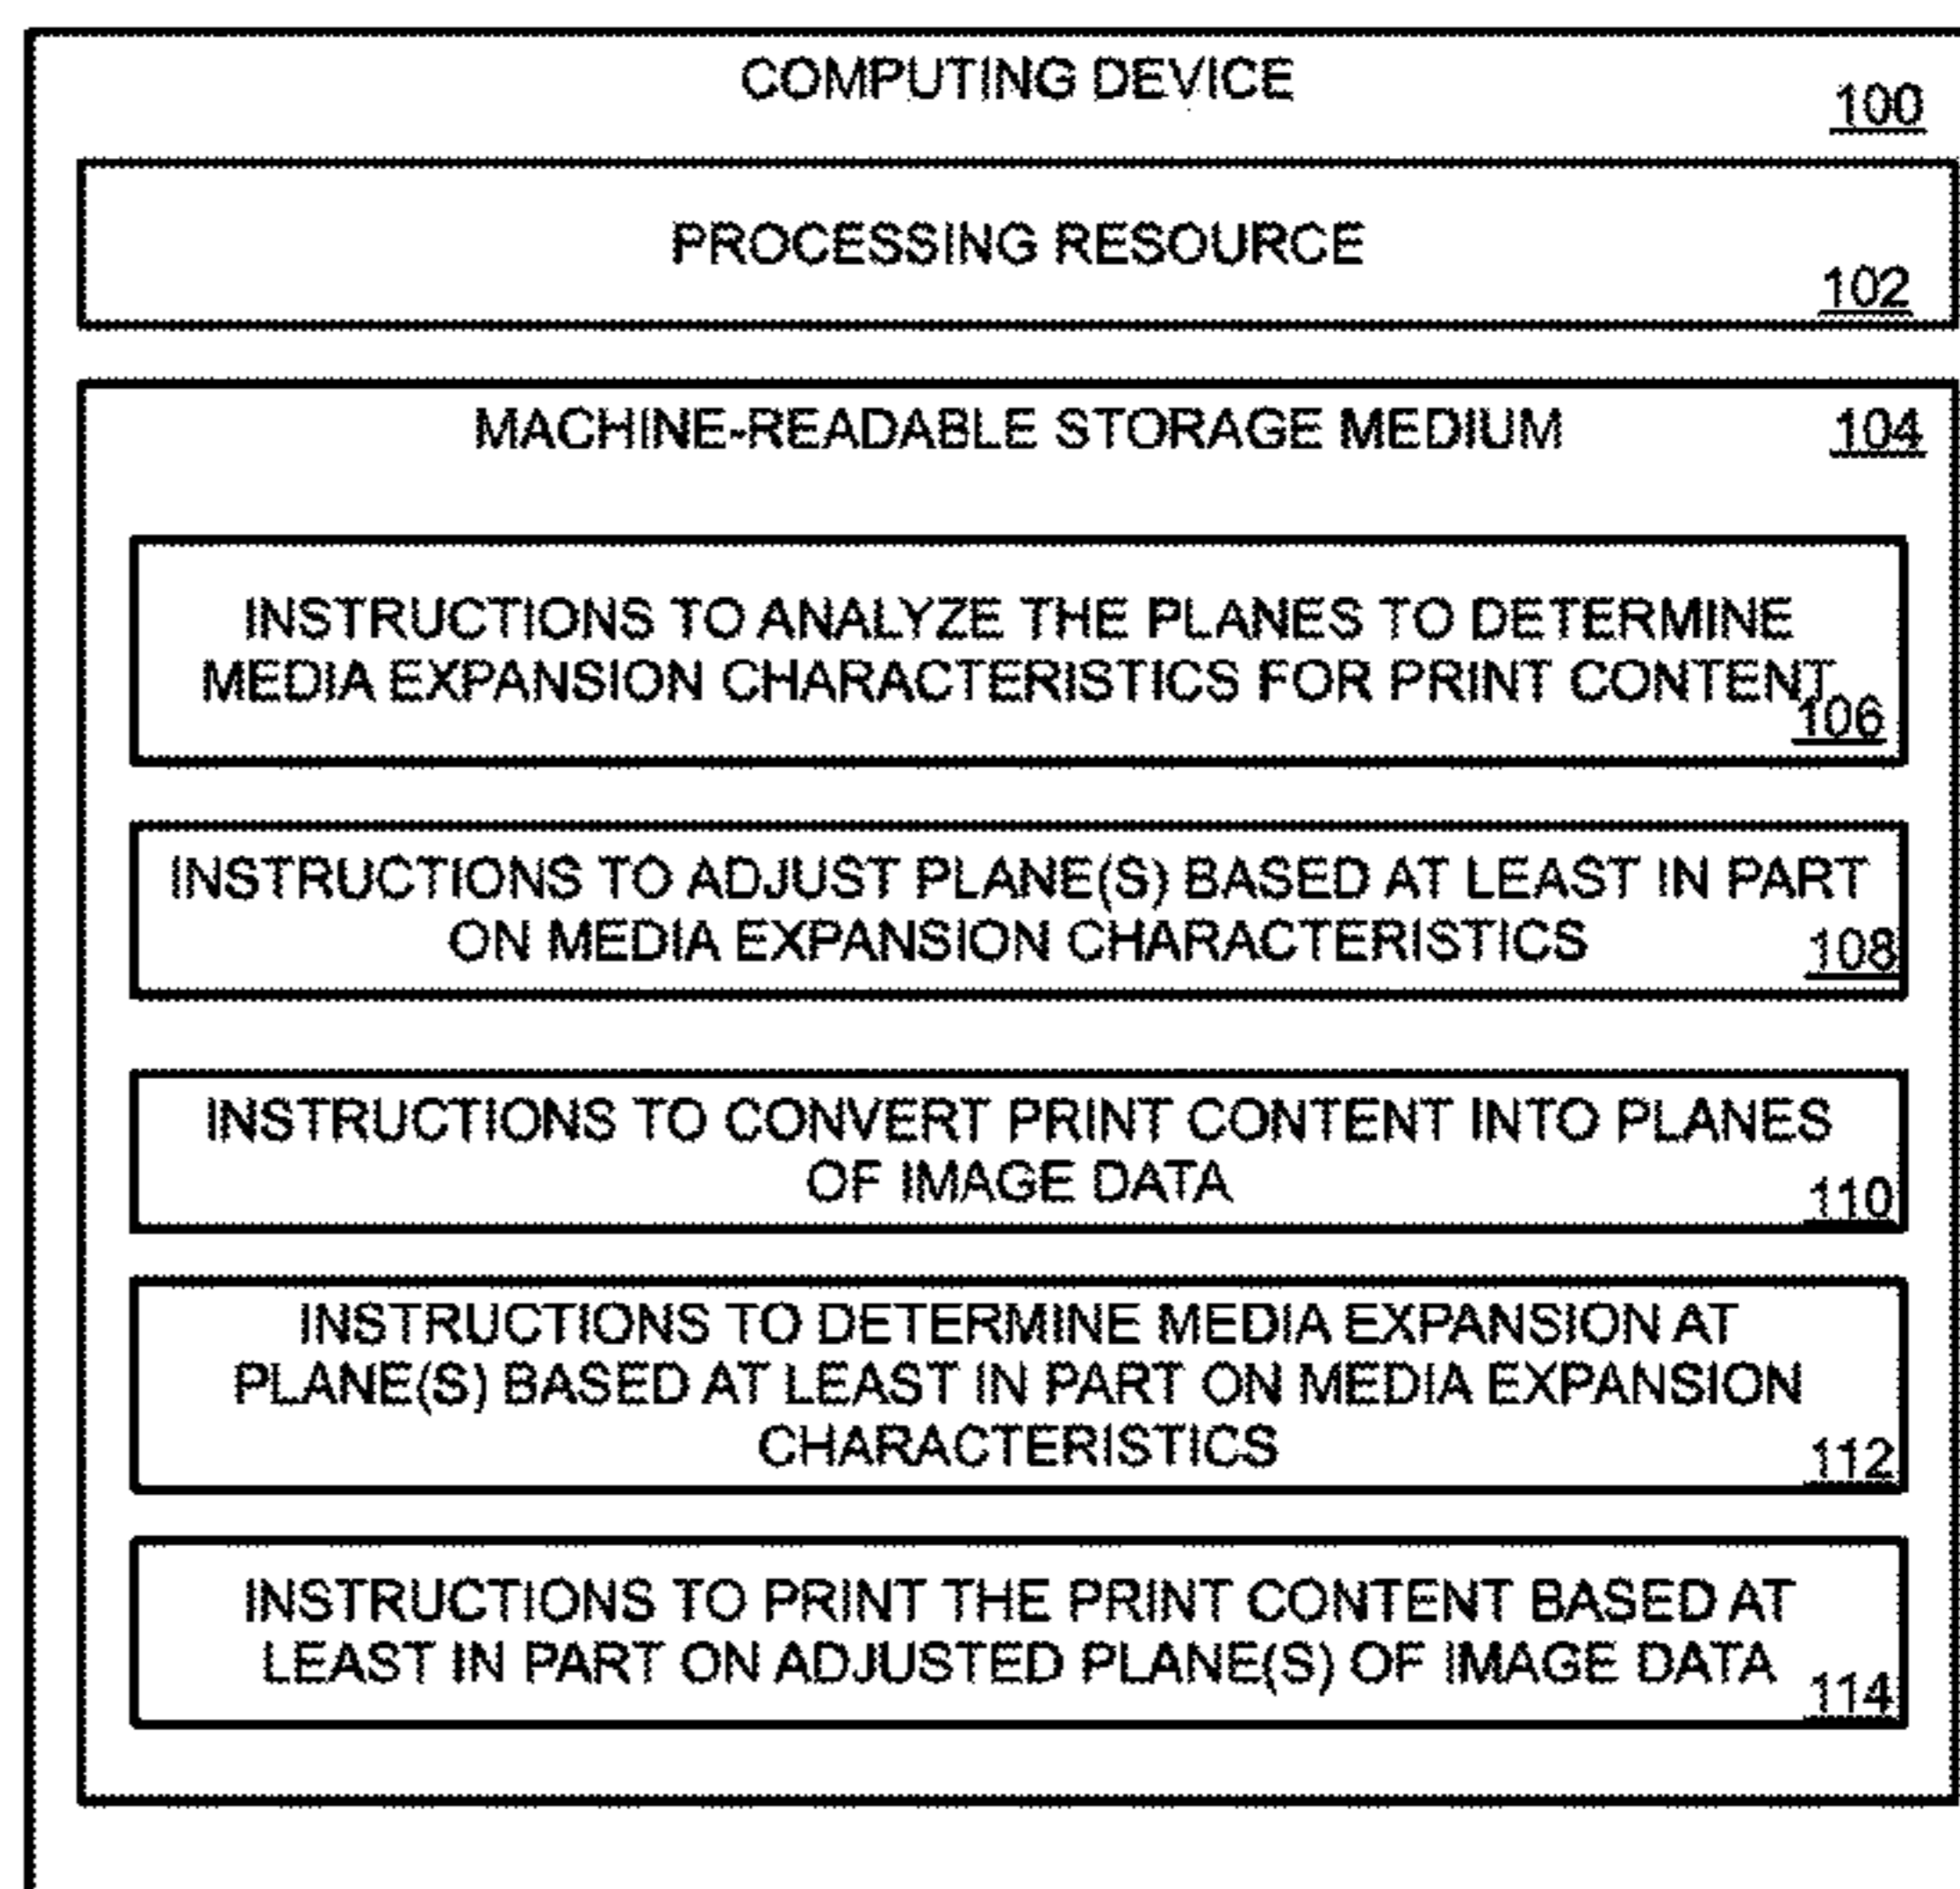 COMPUTING DEVICE
100
PROCESSING RESOURCE
102
MACHINE-READABLE STORAGE MEDIUM
104
INSTRUCTIONS TO ANALYZE THE PLANES TO DETERMINE
MEDIA EXPANSION CHARACTERISTICS FOR PRINT CONTENT
106
INSTRUCTIONS TO ADJUST PLANE(S) BASED AT LEAST IN PART
ON MEDIA EXPANSION CHARACTERISTICS
108
INSTRUCTIONS TO CONVERT PRINT CONTENT INTO PLANES
OF IMAGE DATA
110
INSTRUCTIONS TO DETERMINE MEDIA EXPANSION AT
PLANE(S) BASED AT LEAST IN PART ON MEDIA EXPANSION
CHARACTERISTICS
112
INSTRUCTIONS TO PRINT THE PRINT CONTENT BASED AT
LEAST IN PART ON ADJUSTED PLANE(S) OF IMAGE DATA
114